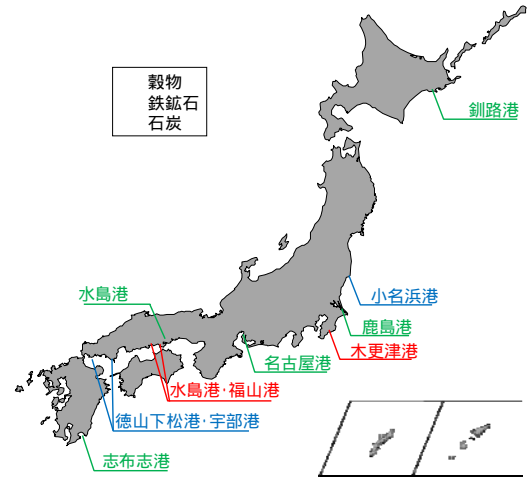 穀物
鉄鉱石
石炭
釧路港
水島港
小名浜港
鹿島港
木更津港
名古屋港
水島港・福山港
徳山下松港・宇部港
志布志港